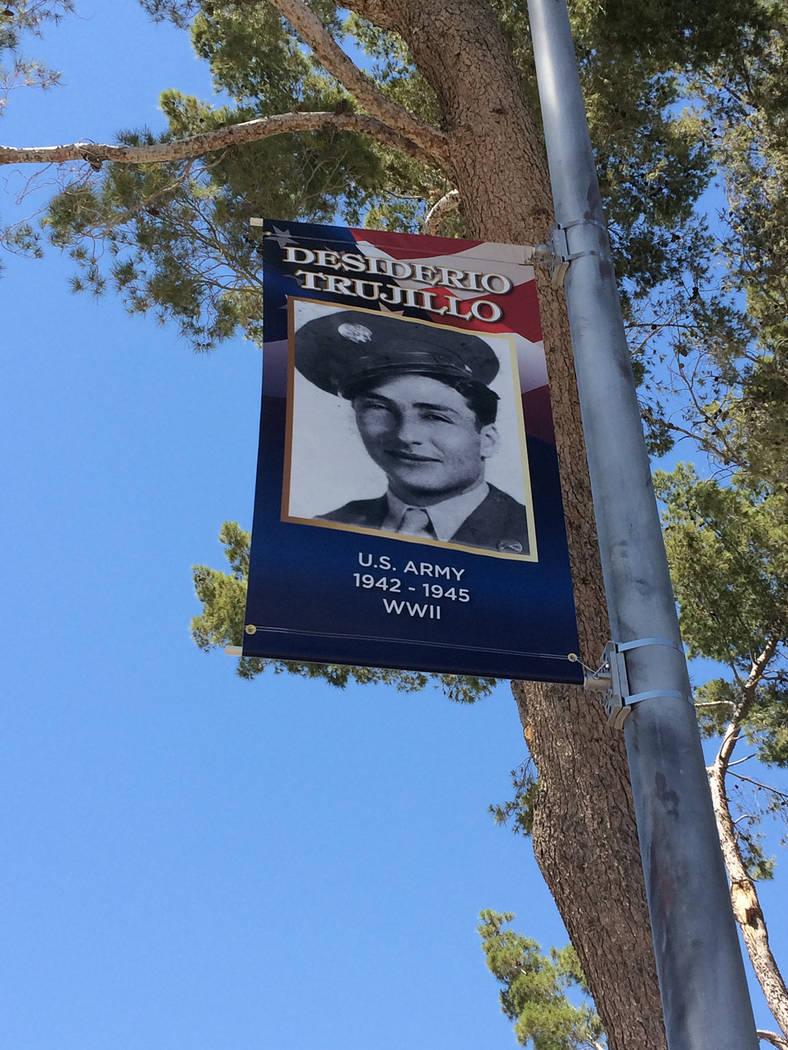 DESIDERIO
TRUJILLO
U.S. ARMY
1942 - 1945
WWII